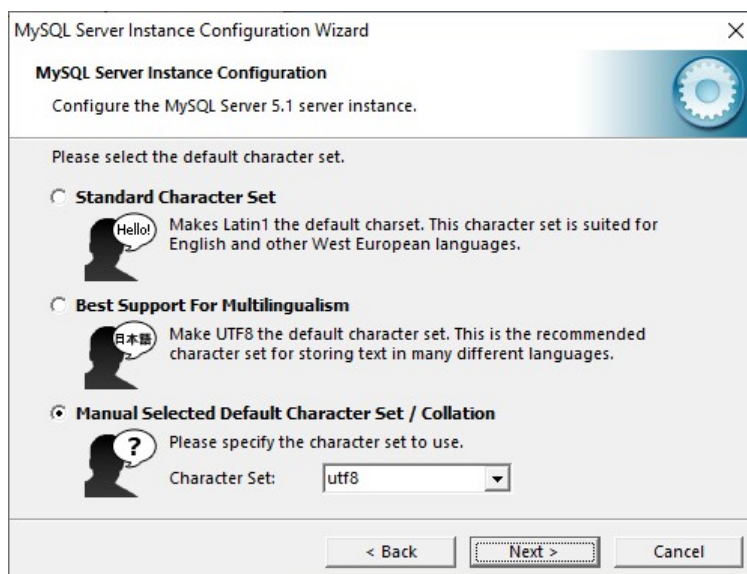 MySQL Server Instance Configuration Wizard
MySQL Server Instance Configuration
Configure the MySQL Server 5.1 server instance.
Please select the default character set.
Standard Character Set
Hello!
Makes Latin1 the default charset. This character set is suited for
English and other West European languages.
Best Support For Multilingualism
日本語
Make UTF8 the default character set. This is the recommended
character set for storing text in many different languages.
Manual Selected Default Character Set / Collation
?
Please specify the character set to use.
Character Set: utf8
< Back Next > Cancel